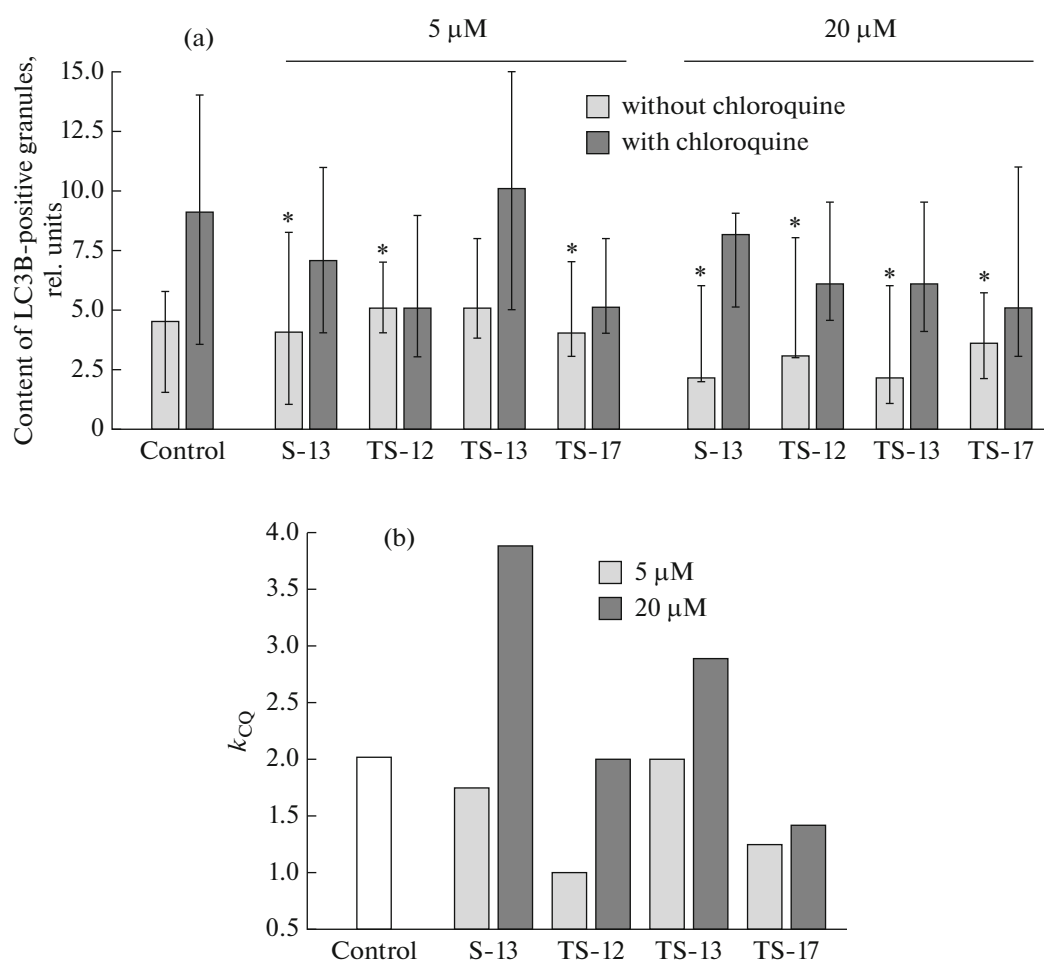 (a)
5 μM
20 μM
Content of LC3B-positive granules,
rel. units
15.0
12.5
10.0
7.5
5.0
2.5
0
without chloroquine
with chloroquine
* * * * * * *
Control S-13 TS-12 TS-13 TS-17 S-13 TS-12 TS-13 TS-17
(b)
kCQ
4.0
3.5
3.0
2.5
2.0
1.5
1.0
0.5
5 μM
20 μM
Control S-13 TS-12 TS-13 TS-17